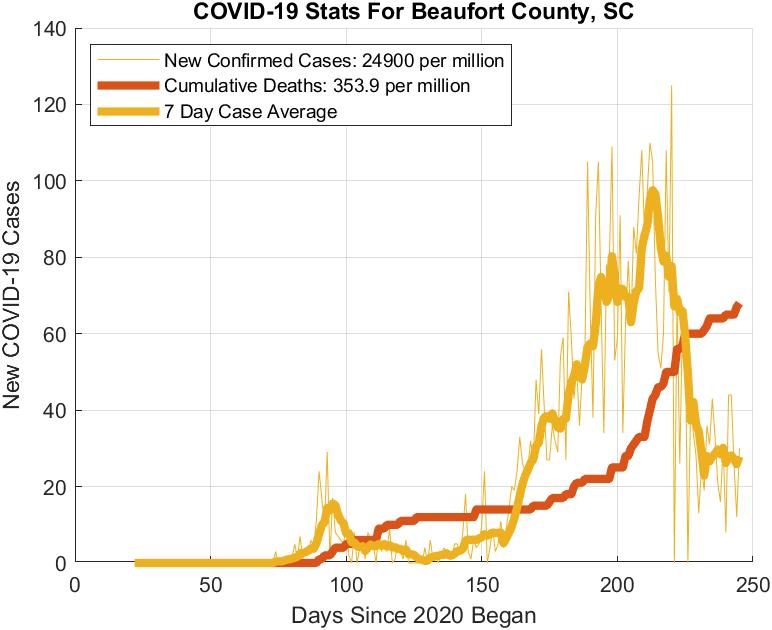 COVID-19 Stats For Beaufort County, SC
New Confirmed Cases: 24900 per million
Cumulative Deaths: 353.9 per million
7 Day Case Average
New COVID-19 Cases
140
120
100
80
60
40
20
0
0 50 100 150 200 250
Days Since 2020 Began